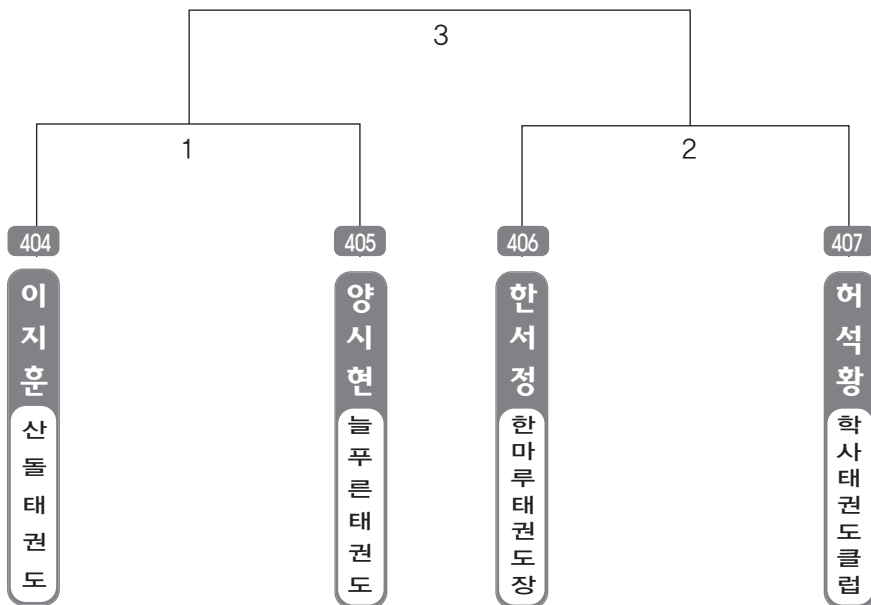 3
1
2
404
이지훈
산돌태권도
405
양시현
늘푸른태권도
406
한서정
한마루태권도장
407
허석황
학사태권도클럽